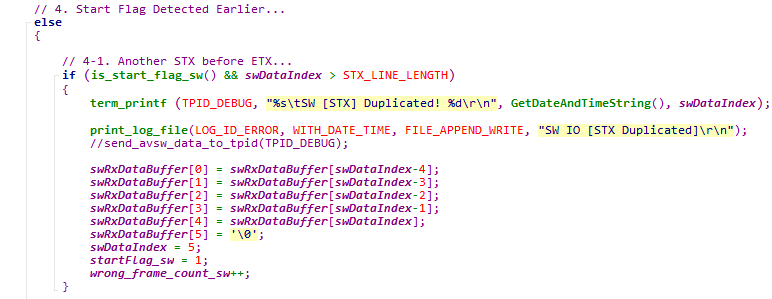 // 4. Start Flag Detected Earlier...
else
{
// 4-1. Another STX before ETX...
if (is_start_flag_sw() && swDataIndex > STX_LINE_LENGTH)
{
term_printf (TPID_DEBUG, "%s\tSW [STX] Duplicated! %d\r\n", GetDateAndTimeString(), swDataIndex);
print_log_file(LOG_ID_ERROR, WITH_DATE_TIME, FILE_APPEND_WRITE, "SW IO [STX Duplicated]\r\n");
//send_avsw_data_to_tpid(TPID_DEBUG);
swRxDataBuffer[0] = swRxDataBuffer[swDataIndex-4];
swRxDataBuffer[1] = swRxDataBuffer[swDataIndex-3];
swRxDataBuffer[2] = swRxDataBuffer[swDataIndex-2];
swRxDataBuffer[3] = swRxDataBuffer[swDataIndex-1];
swRxDataBuffer[4] = swRxDataBuffer[swDataIndex];
swRxDataBuffer[5] = '\0';
swDataIndex = 5;
startFlag_sw = 1;
wrong_frame_count_sw++;
}